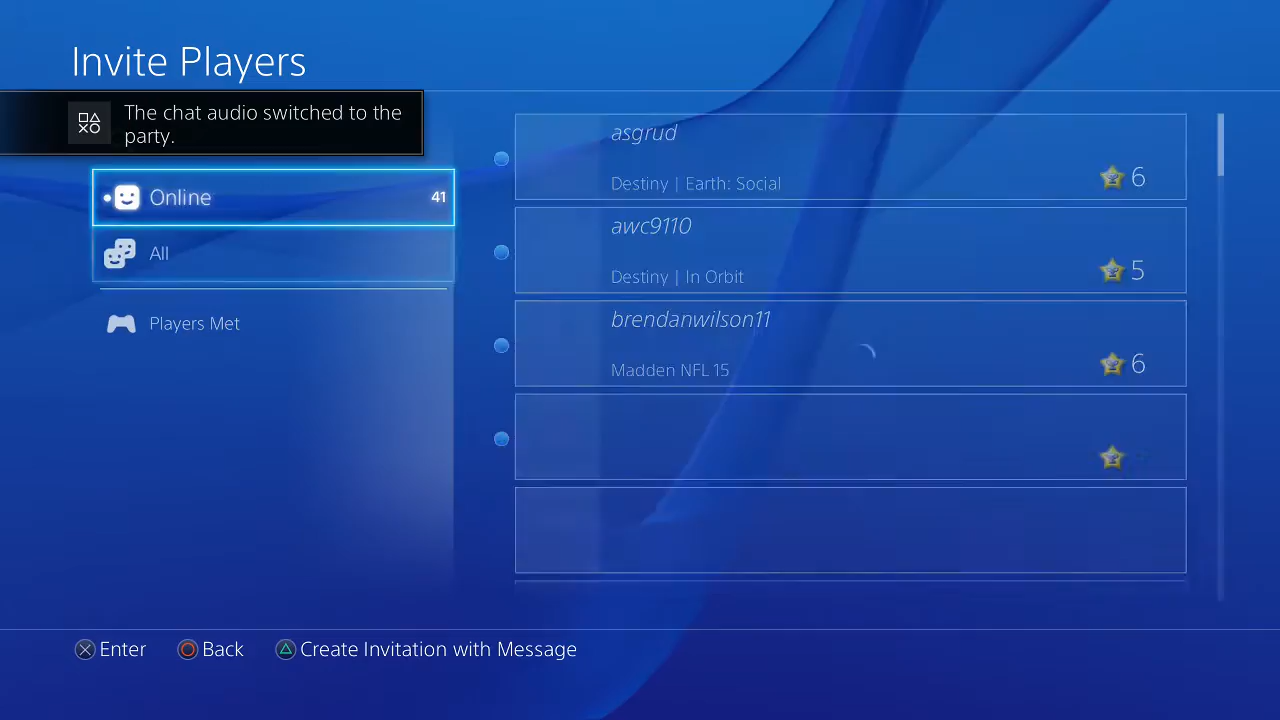 Invite Players
The chat audio switched to the
party.
Online
41
All
Players Met
asgrud
Destiny | Earth: Social
6
awc9110
Destiny | In Orbit
5
brendanwilson11
Madden NFL 15
6
Enter
Back
Create Invitation with Message